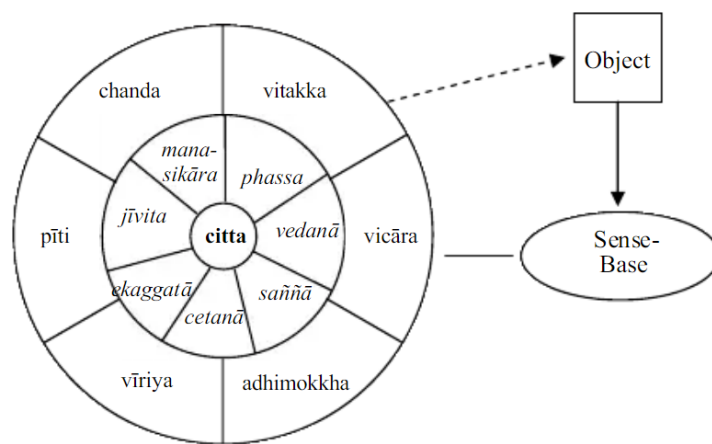 chanda
vitakka
Object
mana-
sikāra
phassa
jīvita
citta
vedanā
pīti
vicāra
Sense-
Base
ekaggatā
saññā
cetanā
vīriya
adhimokkha